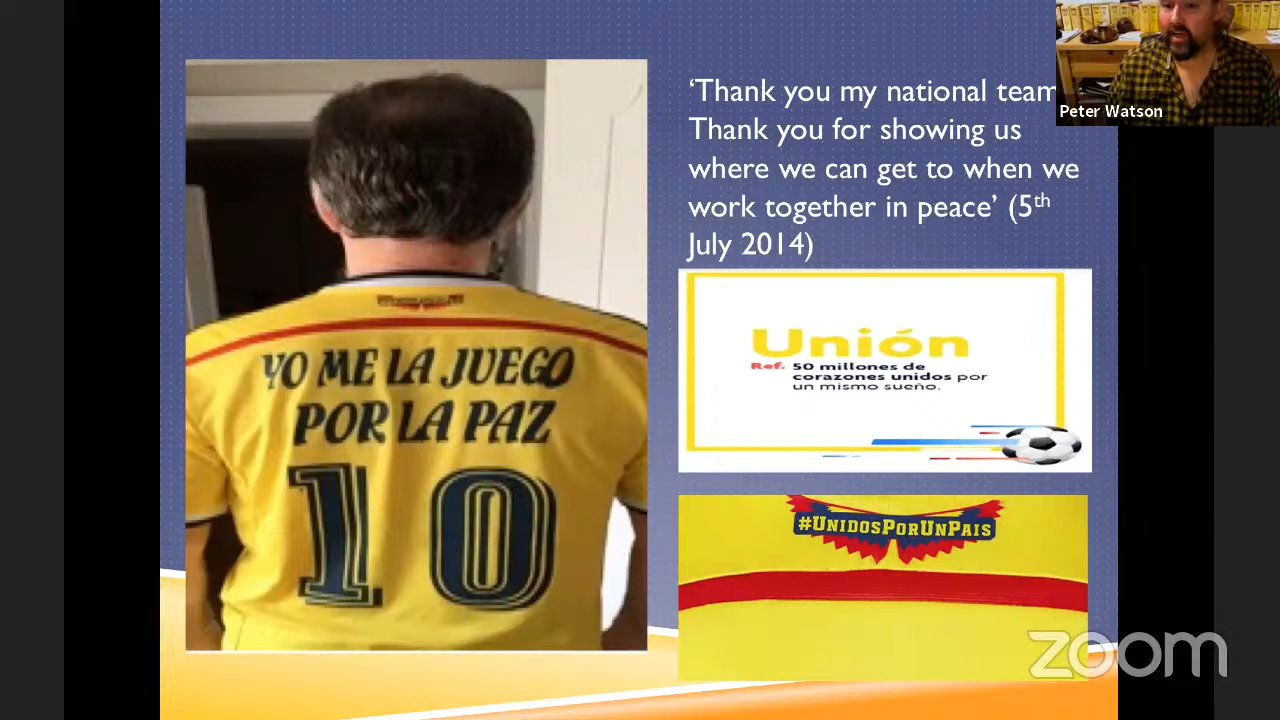 ‘Thank you my national team
Thank you for showing us
where we can get to when we
work together in peace’ (5th
July 2014)
Peter Watson
YO ME LA JUEGO
POR LA PAZ
10
Unión
Ref. 50 millones de
corazones unidos por
un mismo sueño.
#UNIDOSPORUNPAIS
zoom